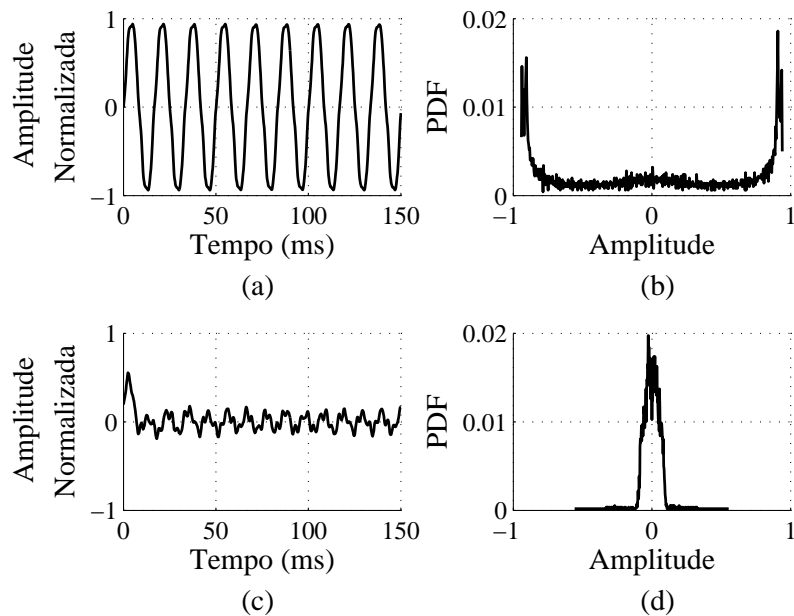 1
0
−1
Amplitude
Normalizada
0 50 100 150
Tempo (ms)
(a)
0.02
0.01
0
PDF
−1 0 1
Amplitude
(b)
1
0
−1
Amplitude
Normalizada
0 50 100 150
Tempo (ms)
(c)
0.02
0.01
0
PDF
−1 0 1
Amplitude
(d)